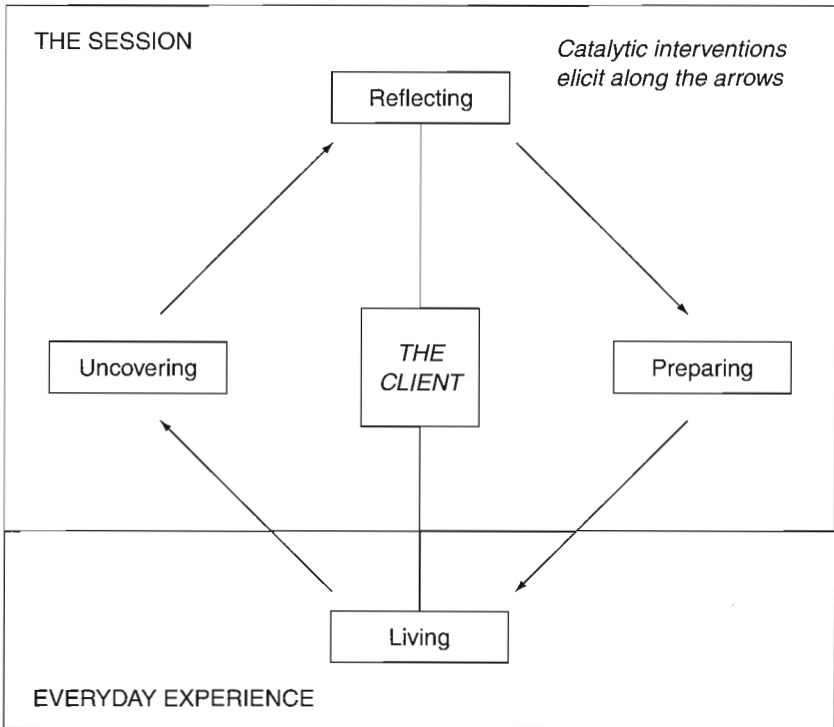 THE SESSION
Catalytic interventions
elicit along the arrows
Reflecting
Uncovering
THE
CLIENT
Preparing
Living
EVERYDAY EXPERIENCE